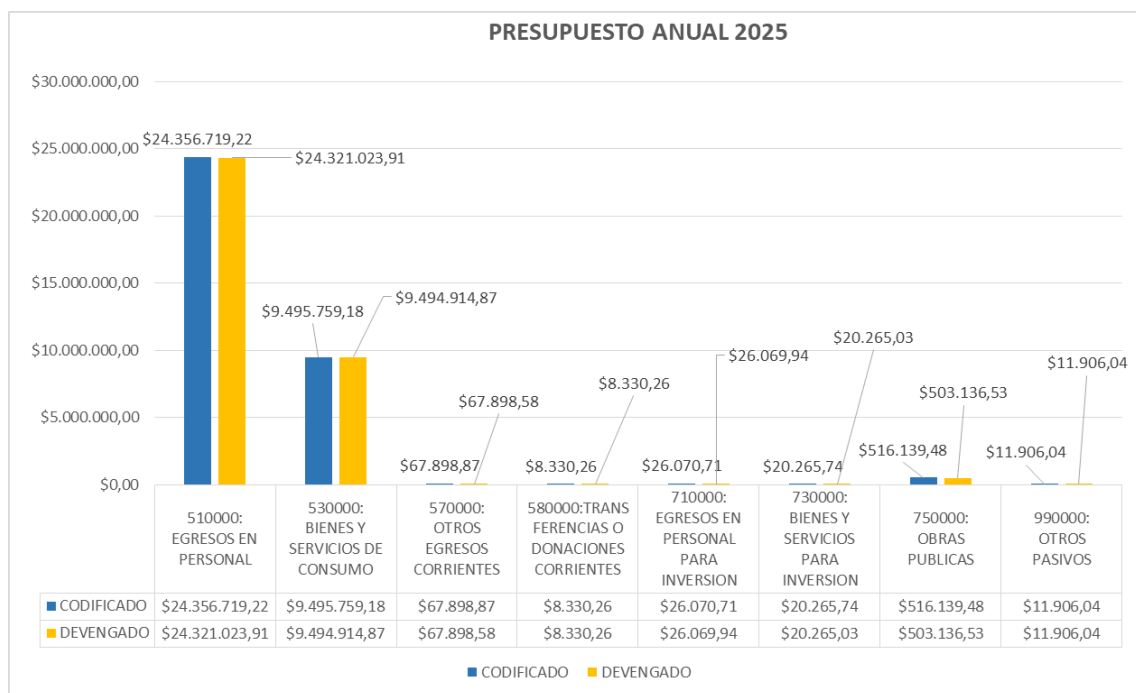 PRESUPUESTO ANUAL 2025
$30.000.000,00
$25.000.000,00
$20.000.000,00
$15.000.000,00
$10.000.000,00
$5.000.000,00
$0,00
$24.356.719,22
$24.321.023,91
$9.495.759,18
$9.494.914,87
$67.898,87
$67.898,58
$8.330,26
$8.330,26
$26.070,71
$26.069,94
$20.265,74
$20.265,03
$516.139,48
$503.136,53
$11.906,04
$11.906,04
510000:
EGRESOS EN
PERSONAL
530000:
BIENES Y
SERVICIOS DE
CONSUMO
570000:
OTROS
EGRESOS
CORRIENTES
580000:TRANS
FERENCIAS O
DONACIONES
CORRIENTES
710000:
EGRESOS EN
PERSONAL
PARA
INVERSION
730000:
BIENES Y
SERVICIOS
PARA
INVERSION
750000:
OBRAS
PUBLICAS
990000:
OTROS
PASIVOS
CODIFICADO $24.356.719,22 $9.495.759,18 $67.898,87 $8.330,26 $26.070,71 $20.265,74 $516.139,48 $11.906,04
DEVENGADO $24.321.023,91 $9.494.914,87 $67.898,58 $8.330,26 $26.069,94 $20.265,03 $503.136,53 $11.906,04
CODIFICADO DEVENGADO